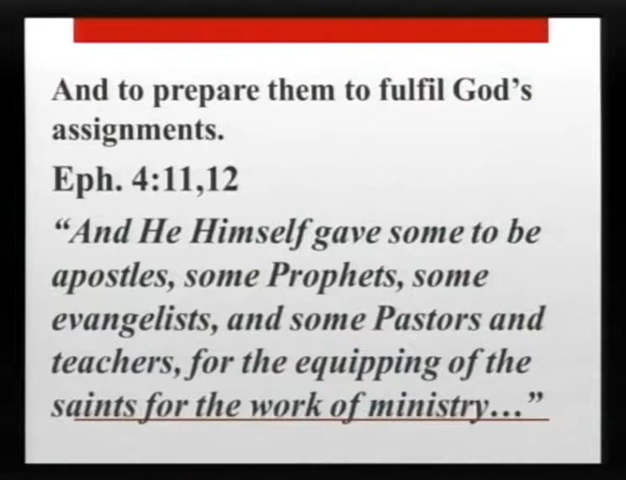 And to prepare them to fulfil God's
assignments.
Eph. 4:11,12
“And He Himself gave some to be
apostles, some Prophets, some
evangelists, and some Pastors and
teachers, for the equipping of the
saints for the work of ministry…”